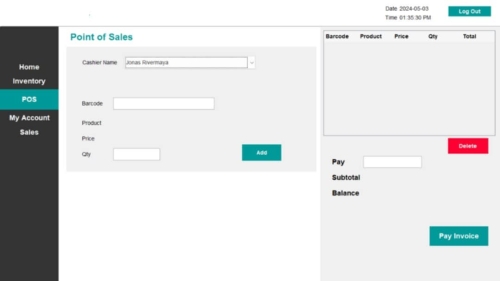 Date 2024-05-03
Time 01:35:30 PM
Log Out
Point of Sales
Home
Inventory
POS
My Account
Sales
Cashier Name Jonas Rivermaya
Barcode
Product
Price
Qty
Add
Barcode Product Price Qty Total
Delete
Pay
Subtotal
Balance
Pay Invoice